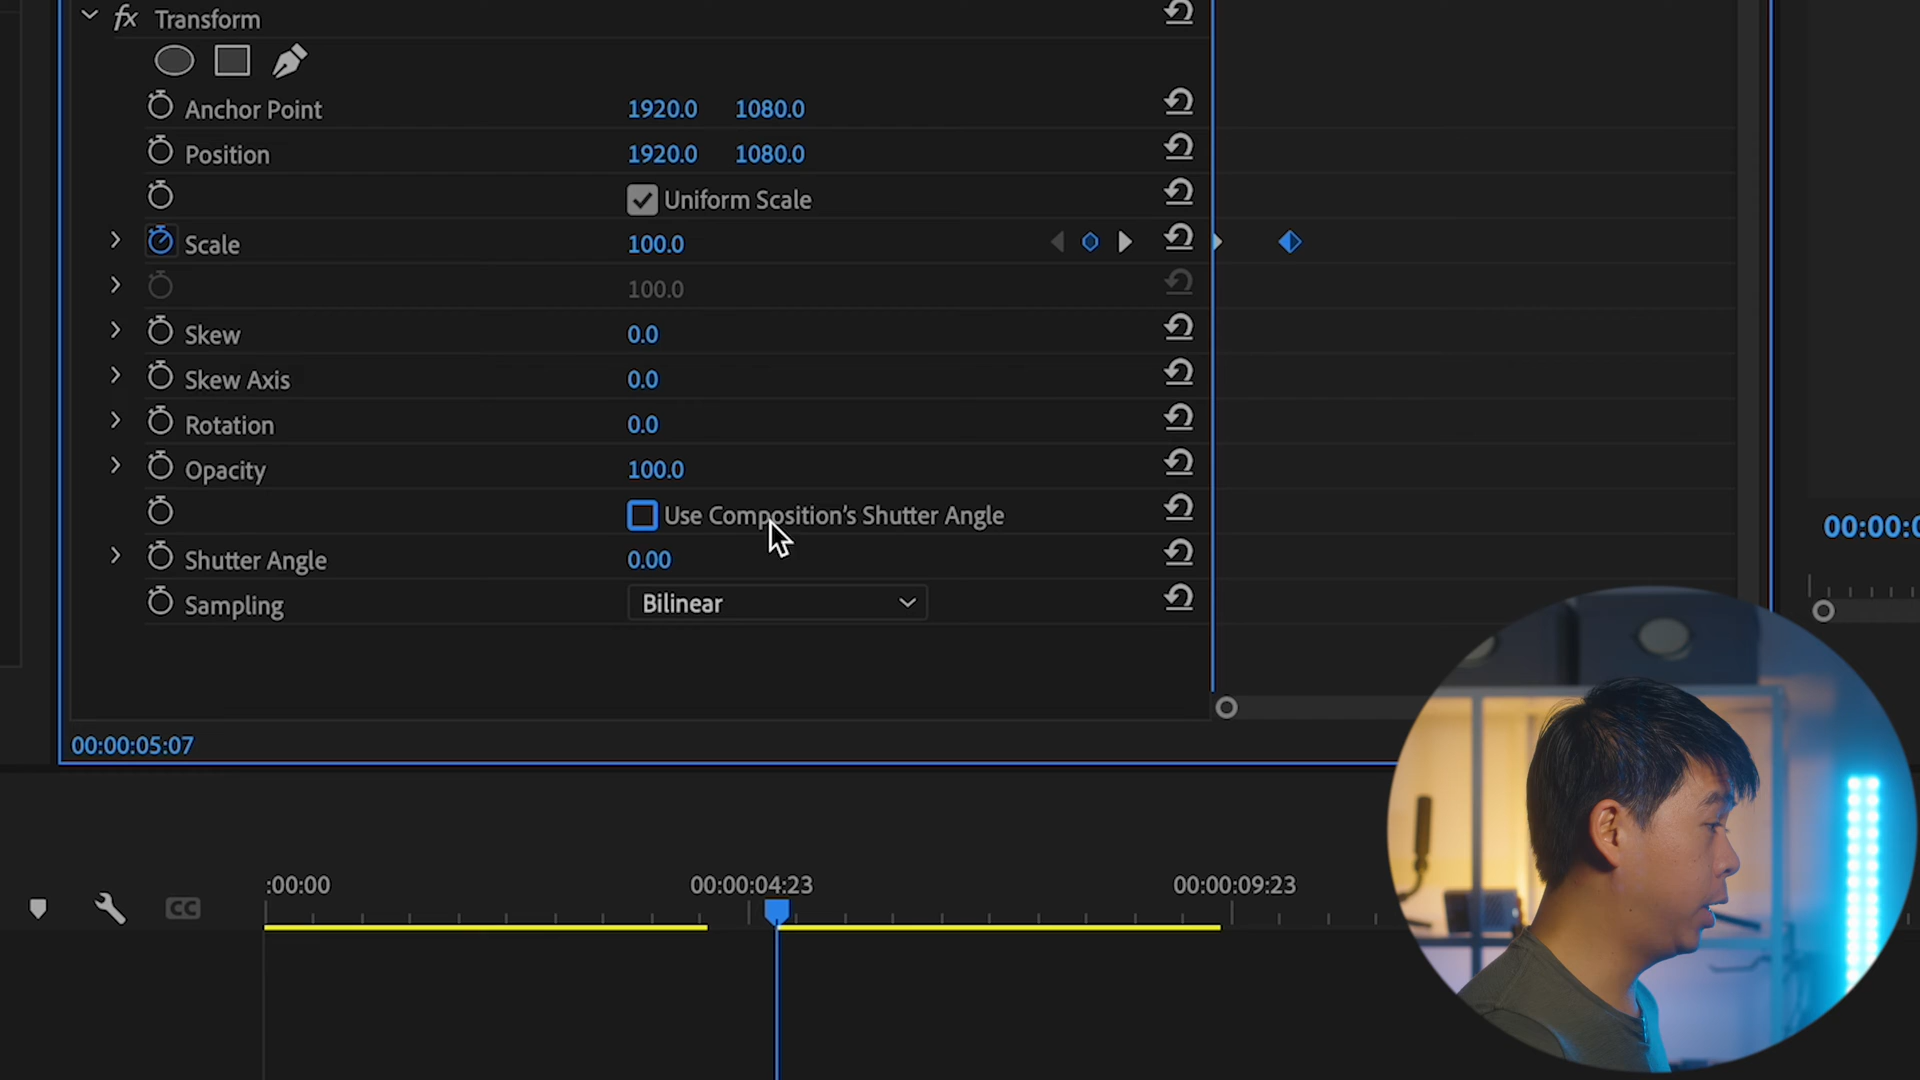 fx Transform
Anchor Point 1920.0 1080.0
Position 1920.0 1080.0
Uniform Scale
Scale 100.0
100.0
Skew 0.0
Skew Axis 0.0
Rotation 0.0
Opacity 100.0
Use Composition's Shutter Angle
Shutter Angle 0.00
00:00:0
Sampling Bilinear
00:00:05:07
:00:00 00:00:04:23 00:00:09:23
CC